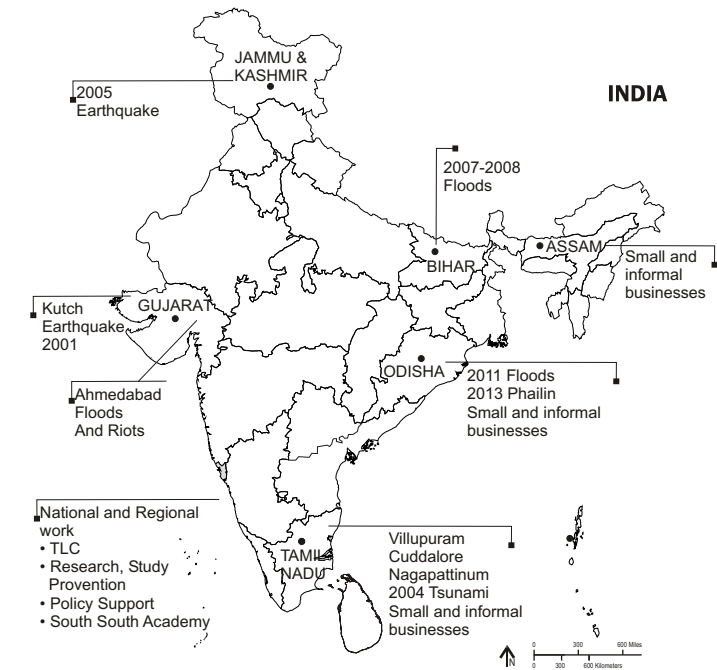 JAMMU &
KASHMIR
2005
Earthquake
INDIA
2007-2008
Floods
ASSAM
BIHAR
Small and
informal
businesses
Kutch
Earthquake
2001
GUJARAT
ODISHA
2011 Floods
2013 Phailin
Small and informal
businesses
Ahmedabad
Floods
And Riots
National and Regional
work
• TLC
• Research, Study
Prevention
• Policy Support
• South South Academy
TAMIL
NADU
Villupuram
Cuddalore
Nagapattinum
2004 Tsunami
Small and informal
businesses
N
0 300 600 Miles
0 300 600 Kilometers